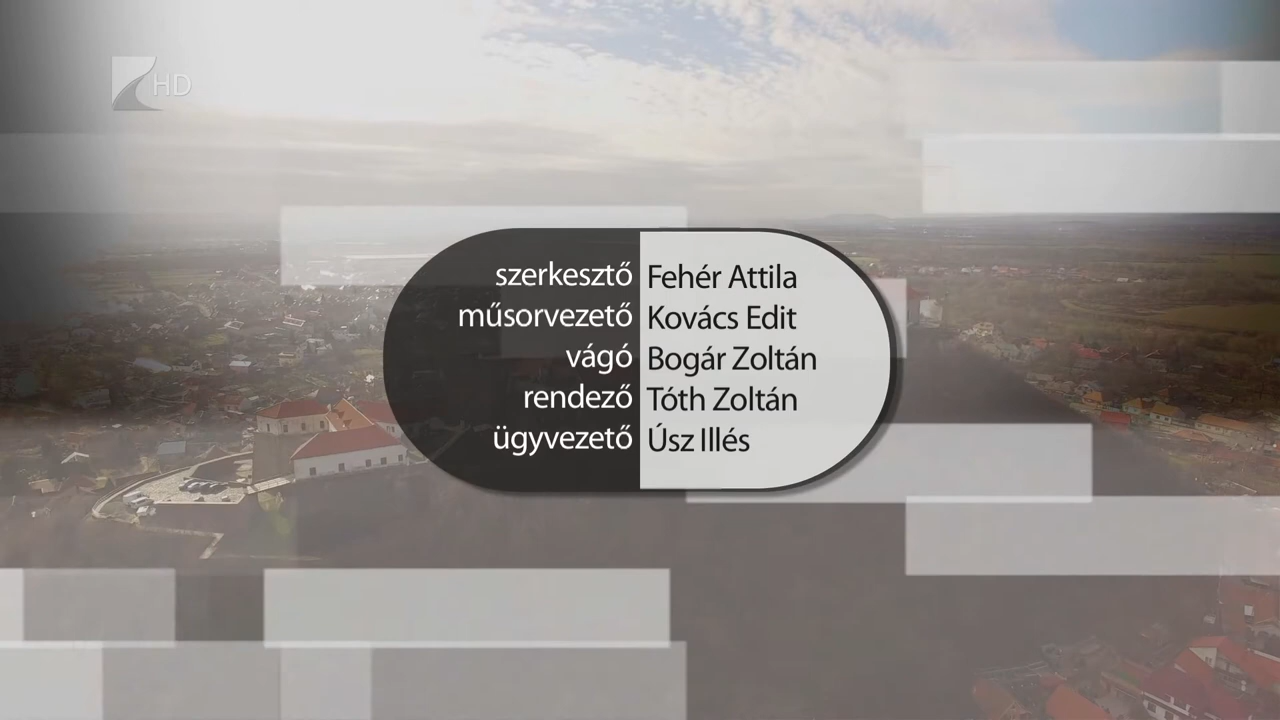 HD
szerkesztő Fehér Attila
műsorvezető Kovács Edit
vágó Bogár Zoltán
rendező Tóth Zoltán
ügyvezető Úsz Illés